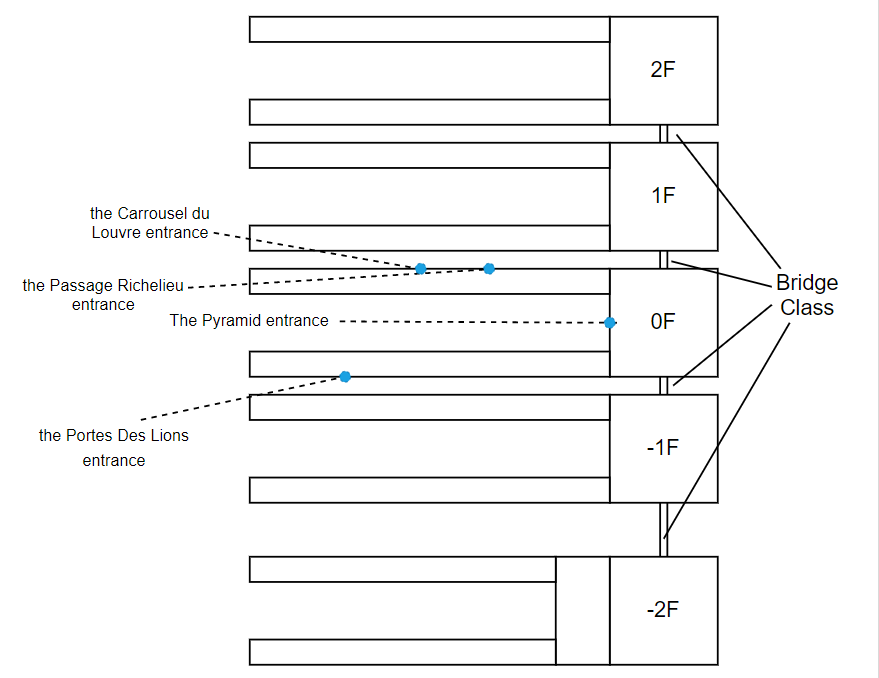 2F
1F
the Carrousel du
Louvre entrance
the Passage Richelieu
entrance
The Pyramid entrance
0F
Bridge
Class
the Portes Des Lions
entrance
-1F
-2F